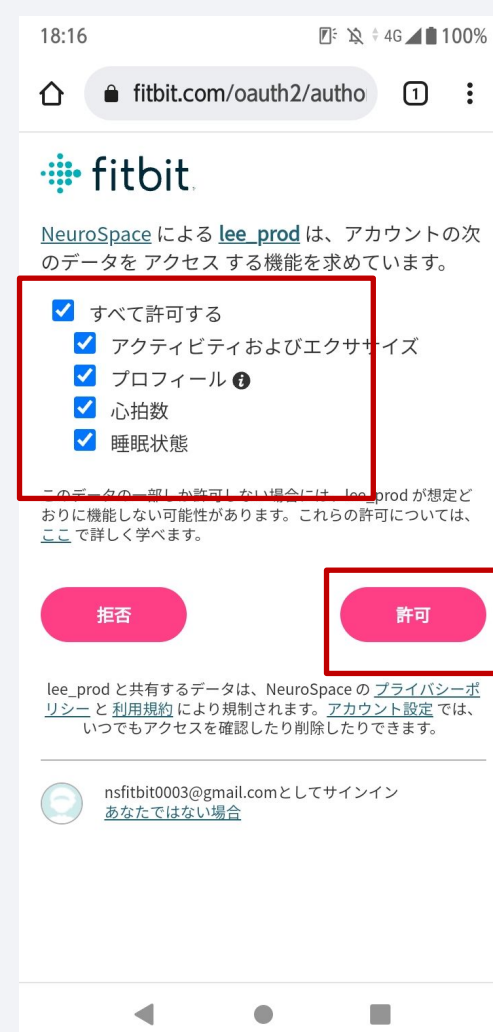 18:16 4G 100%
fitbit.com/oauth2/autho 1
fitbit
NeuroSpace による lee_prod は、アカウントの次
のデータを アクセス する機能を求めています。
すべて許可する
アクティビティおよびエクササイズ
プロフィール
心拍数
睡眠状態
このデータの一部しか許可しない場合には、lee_prod が想定ど
おりに機能しない可能性があります。これらの許可については、
ここ で詳しく学べます。
拒否 許可
lee_prod と共有するデータは、NeuroSpace の プライバシーポ
リシー と 利用規約 により規制されます。アカウント設定 では、
いつでもアクセスを確認したり削除したりできます。
nsfitbit0003@gmail.comとしてサインイン
あなたではない場合